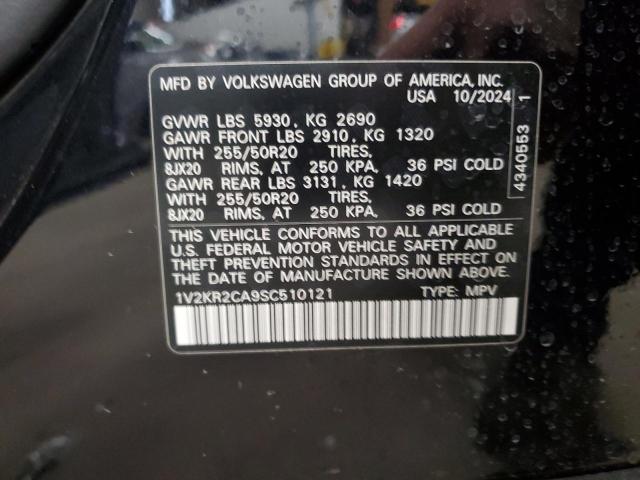 MFD BY VOLKSWAGEN GROUP OF AMERICA, INC.
USA 10/2024
GVWR LBS 5930, KG 2690
GAWR FRONT LBS 2910, KG 1320
WITH 255/50R20 TIRES,
8JX20 RIMS, AT 250 KPA, 36 PSI COLD
GAWR REAR LBS 3131, KG 1420
WITH 255/50R20 TIRES,
8JX20 RIMS, AT 250 KPA, 36 PSI COLD
THIS VEHICLE CONFORMS TO ALL APPLICABLE
U.S. FEDERAL MOTOR VEHICLE SAFETY AND
THEFT PREVENTION STANDARDS IN EFFECT ON
THE DATE OF MANUFACTURE SHOWN ABOVE.
1V2KR2CA9SC510121 TYPE: MPV
4340553 1